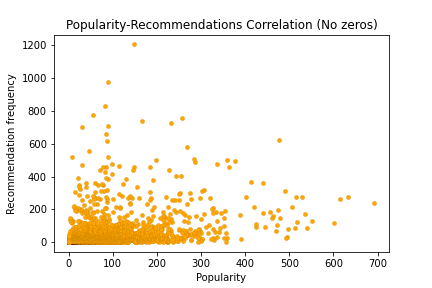 Popularity-Recommendations Correlation (No zeros)
1200
1000
800
600
400
200
0
Recommendation frequency
0 100 200 300 400 500 600 700
Popularity